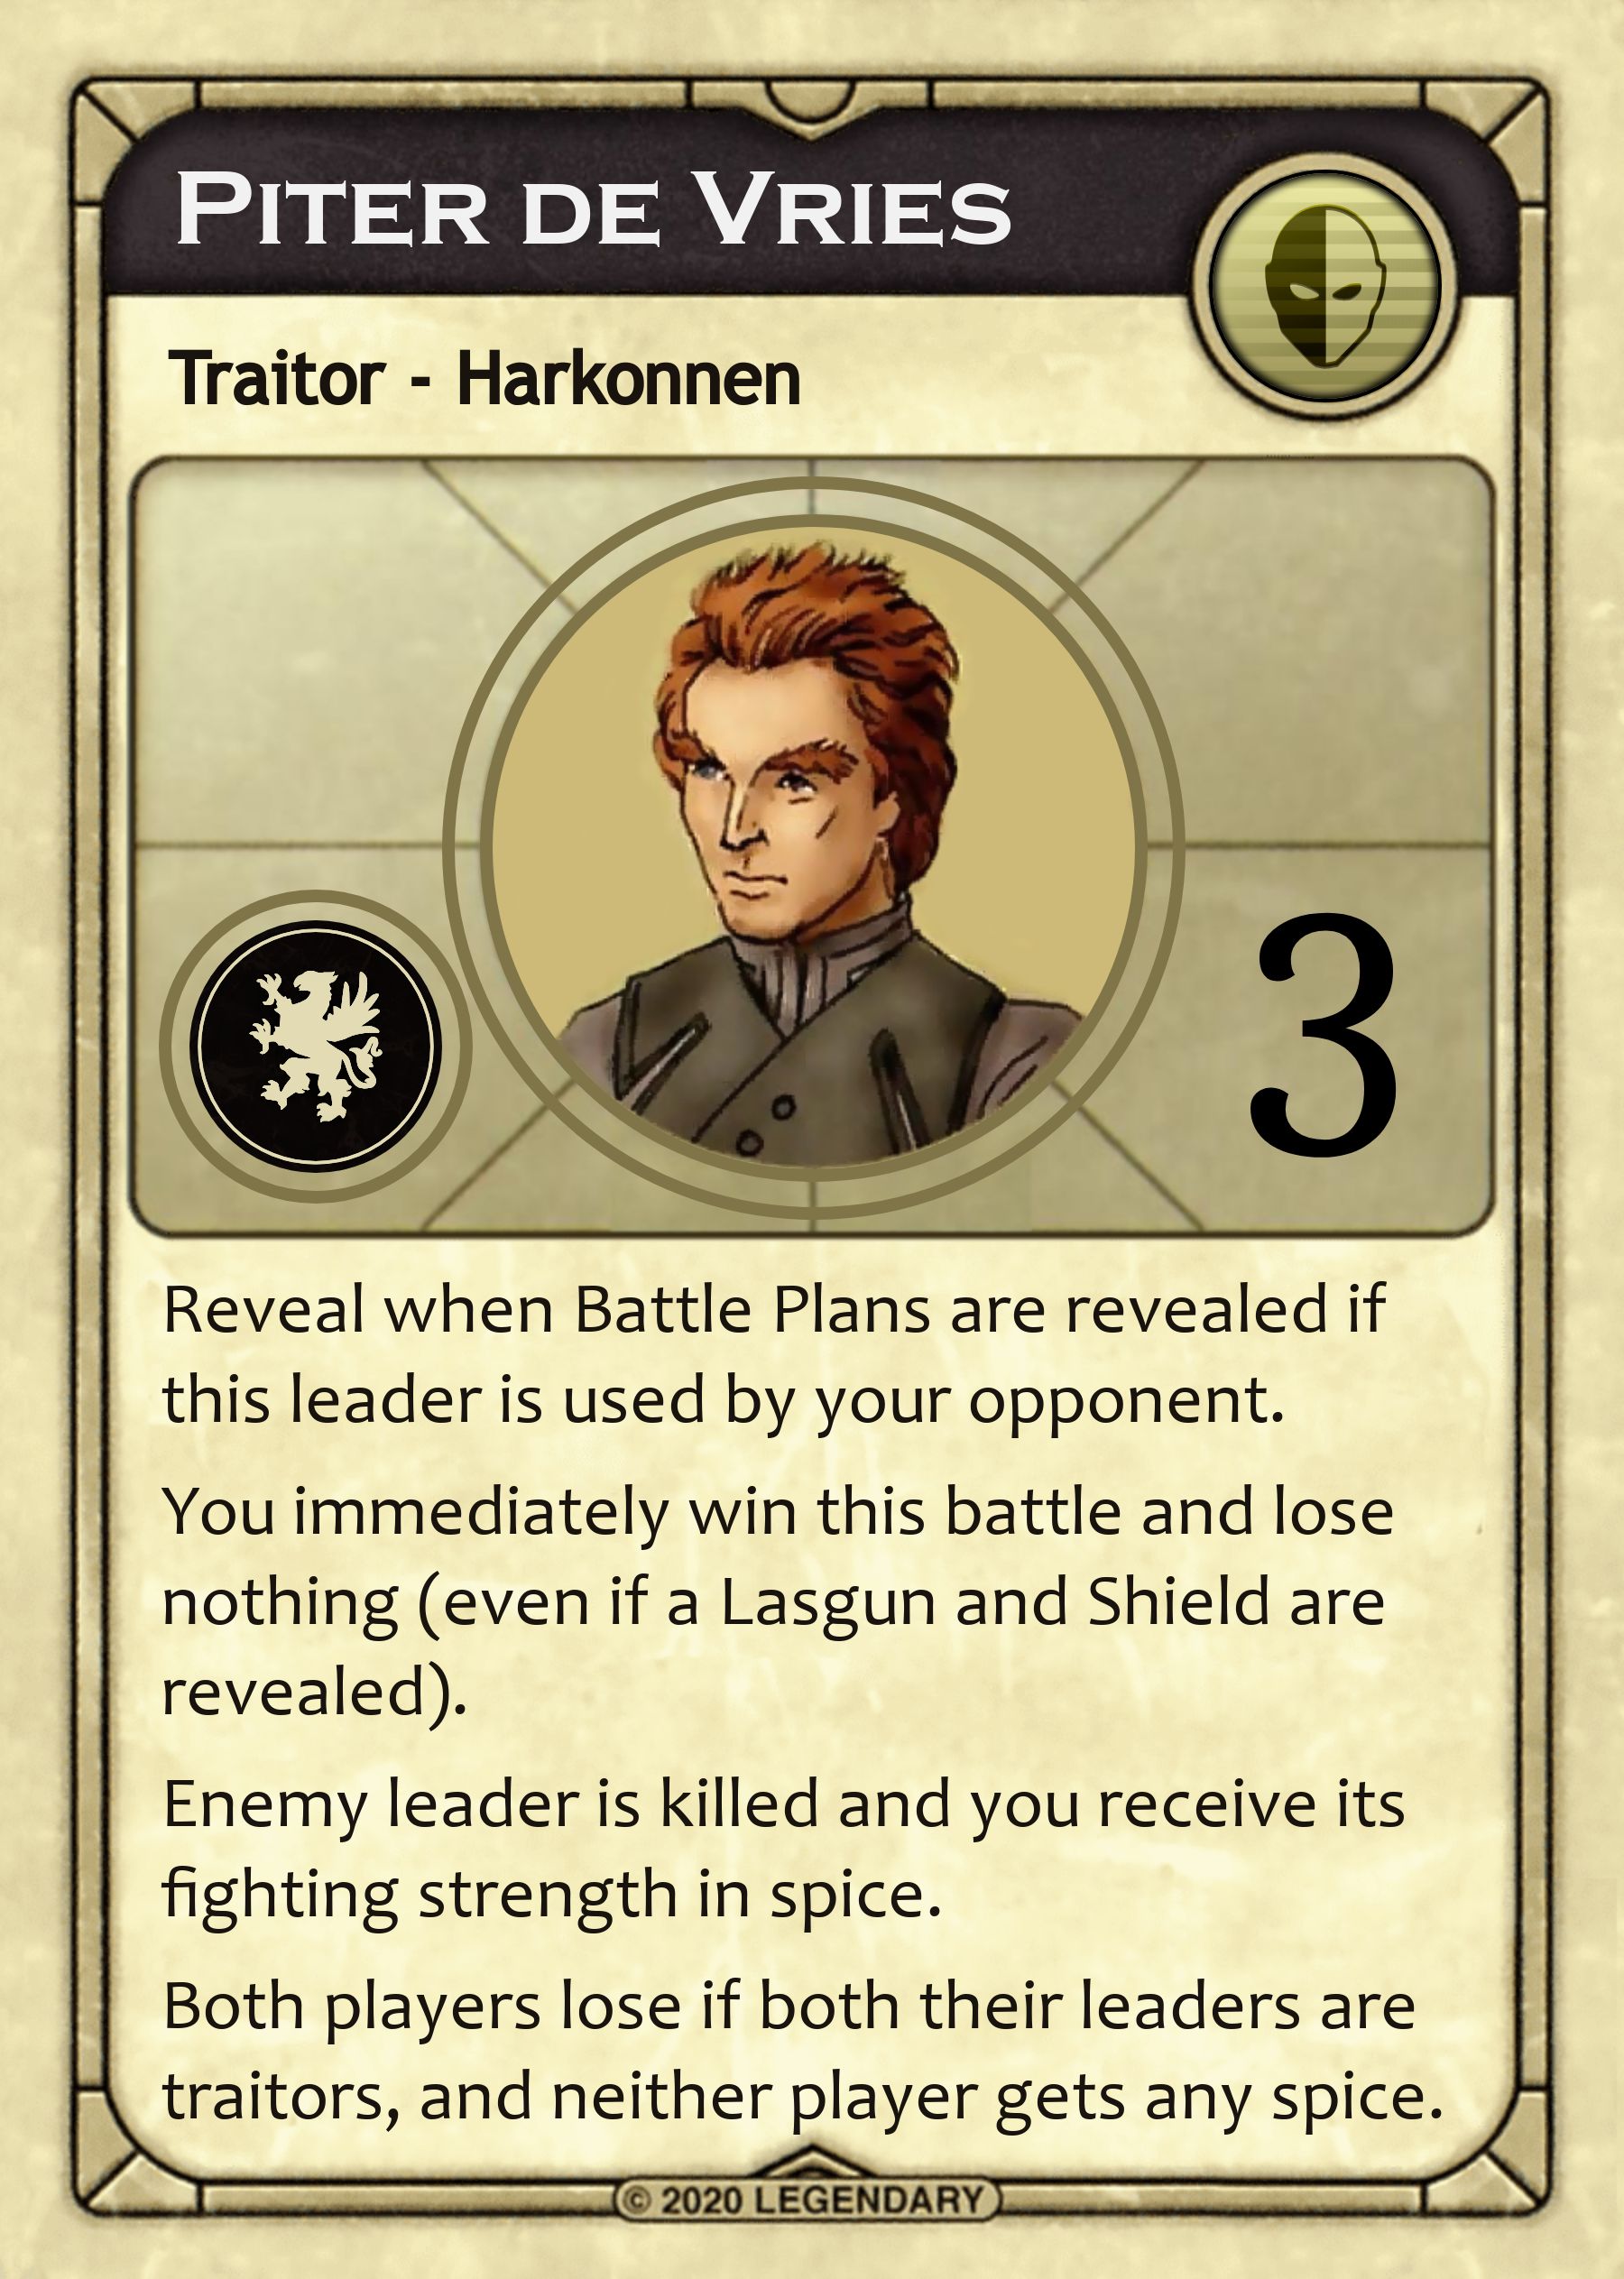 Piter de Vries
Traitor - Harkonnen
3
Reveal when Battle Plans are revealed if
this leader is used by your opponent.
You immediately win this battle and lose
nothing (even if a Lasgun and Shield are
revealed).
Enemy leader is killed and you receive its
fighting strength in spice.
Both players lose if both their leaders are
traitors, and neither player gets any spice.
© 2020 LEGENDARY